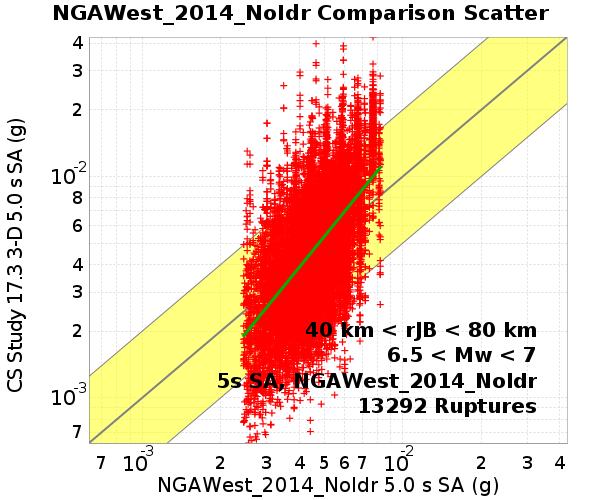 NGAWest_2014_NoIdr Comparison Scatter
CS Study 17.3 3-D 5.0 s SA (g)
4
3
2
10-2
8
6
4
3
2
10-3
7
40 km < rJB < 80 km
6.5 < Mw < 7
5s SA, NGAWest_2014_NoIdr
13292 Ruptures
7 10-3 2 3 4 5 6 7 10-2 2 3 4
NGAWest_2014_NoIdr 5.0 s SA (g)